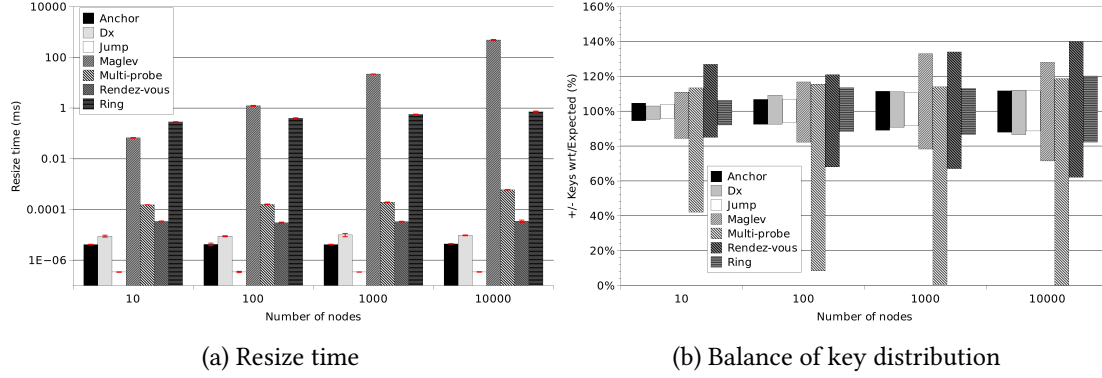 10000
100
1
0.01
0.0001
1E-06
Resize time (ms)
Anchor
Dx
Jump
Maglev
Multi-probe
Rendez-vous
Ring
10
100
1000
10000
Number of nodes
(a) Resize time
160%
140%
120%
100%
80%
60%
40%
20%
0%
+/- Keys wrt/Expected (%)
Anchor
Dx
Jump
Maglev
Multi-probe
Rendez-vous
Ring
10
100
1000
10000
Number of nodes
(b) Balance of key distribution